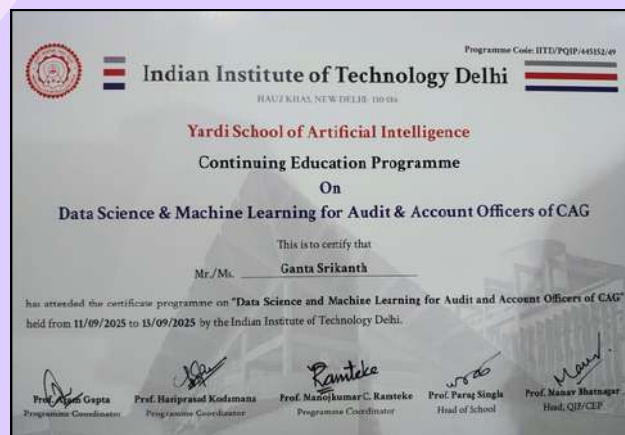 Programme Code: IITD/PQIP/445152/49
Indian Institute of Technology Delhi
HAUZ KHAS, NEW DELHI- 110 016
Yardi School of Artificial Intelligence
Continuing Education Programme
On
Data Science & Machine Learning for Audit & Account Officers of CAG
This is to certify that
Mr./Ms. Ganta Srikanth
has attended the certificate programme on "Data Science and Machine Learning for Audit and Account Officers of CAG"
held from 11/09/2025 to 15/09/2025 by the Indian Institute of Technology Delhi.
Ramteke
Prof. Gupta Prof. Hariprasad Kodamana Prof. Manojkumar C. Ramteke Prof. Parag Singla Prof. Manav Bhatnagar
Programme Coordinator Programme Coordinator Programme Coordinator Head of School Head, QIP/CEP